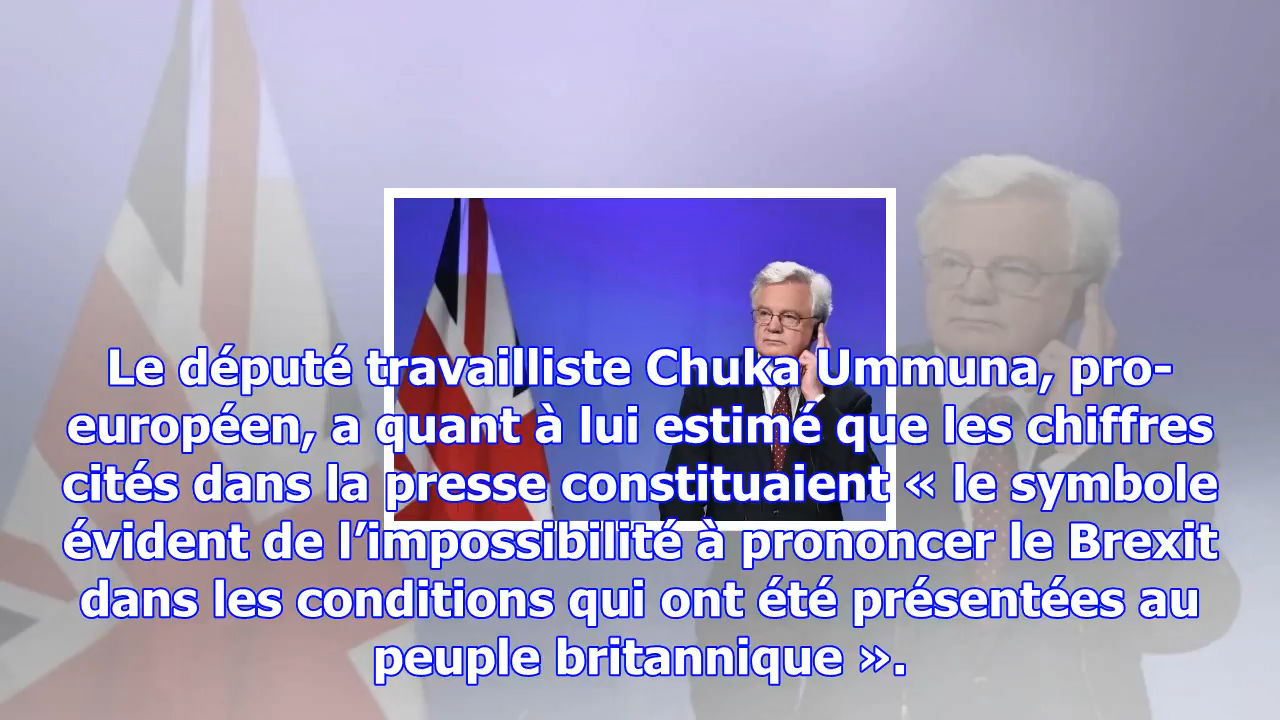 Le député travailliste Chuka Ummuna, pro-
européen, a quant à lui estimé que les chiffres
cités dans la presse constituaient « le symbole
évident de l’impossibilité à prononcer le Brexit
dans les conditions qui ont été présentées au
peuple britannique ».